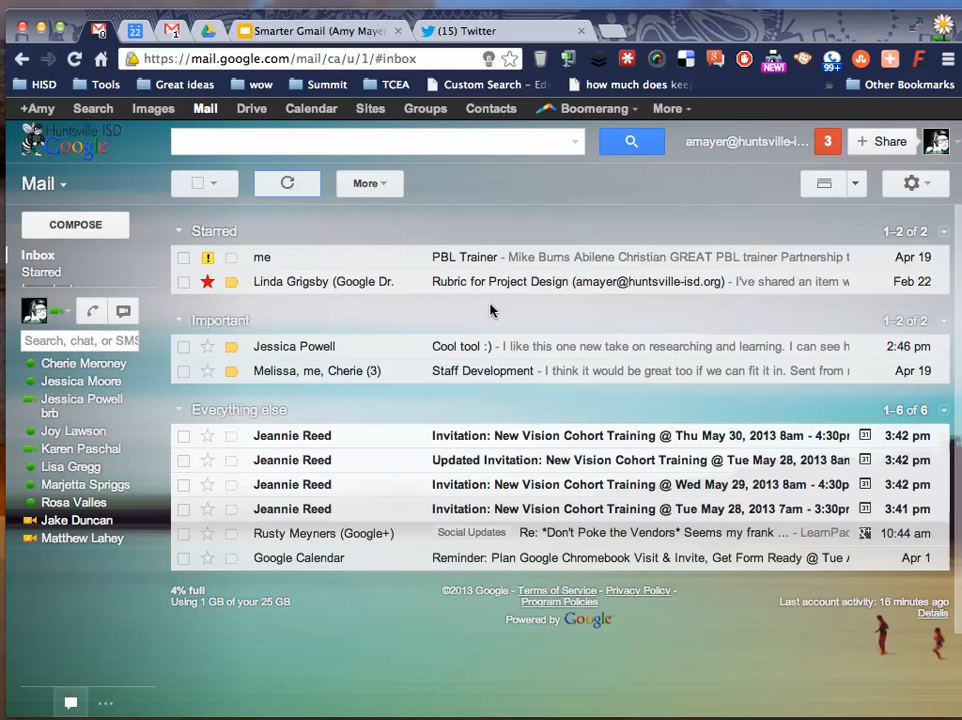 Smarter Gmail (Amy Mayer
(15) Twitter
https://mail.google.com/mail/ca/u/1/#inbox
NEW!
99+
HISD
Tools
Great ideas
wow
Summit
TCEA
Custom Search - Ed
how much does kee
»
Other Bookmarks
+Amy Search Images Mail Drive Calendar Sites Groups Contacts Boomerang More
Huntsville ISD
Google
amayer@huntsville-i...
3
+ Share
Mail
More
COMPOSE
Inbox
Starred
Search, chat, or SMS
Cherie Meroney
Jessica Moore
Jessica Powell
brb
Joy Lawson
Karen Paschal
Lisa Gregg
Marjetta Spriggs
Rosa Valles
Jake Duncan
Matthew Lahey
Starred 1–2 of 2
me PBL Trainer - Mike Burns Abilene Christian GREAT PBL trainer Partnership t Apr 19
Linda Grigsby (Google Dr. Rubric for Project Design (amayer@huntsville-isd.org) - I've shared an item w Feb 22
Important 1–2 of 2
Jessica Powell Cool tool :) - I like this one new take on researching and learning. I can see h 2:46 pm
Melissa, me, Cherie (3) Staff Development - I think it would be great too if we can fit it in. Sent from Apr 19
Everything else 1–6 of 6
Jeannie Reed Invitation: New Vision Cohort Training @ Thu May 30, 2013 8am - 4:30p 31 3:42 pm
Jeannie Reed Updated Invitation: New Vision Cohort Training @ Tue May 28, 2013 8a 31 3:42 pm
Jeannie Reed Invitation: New Vision Cohort Training @ Wed May 29, 2013 8am - 4:30p 31 3:42 pm
Jeannie Reed Invitation: New Vision Cohort Training @ Tue May 28, 2013 7am - 3:30p 31 3:41 pm
Rusty Meyners (Google+) Social Updates Re: *Don't Poke the Vendors* Seems my frank ... - LearnPad 10:44 am
Google Calendar Reminder: Plan Google Chromebook Visit & Invite, Get Form Ready @ Tue A Apr 1
4% full
Using 1 GB of your 25 GB
©2013 Google - Terms of Service - Privacy Policy -
Program Policies
Powered by Google
Last account activity: 16 minutes ago
Details